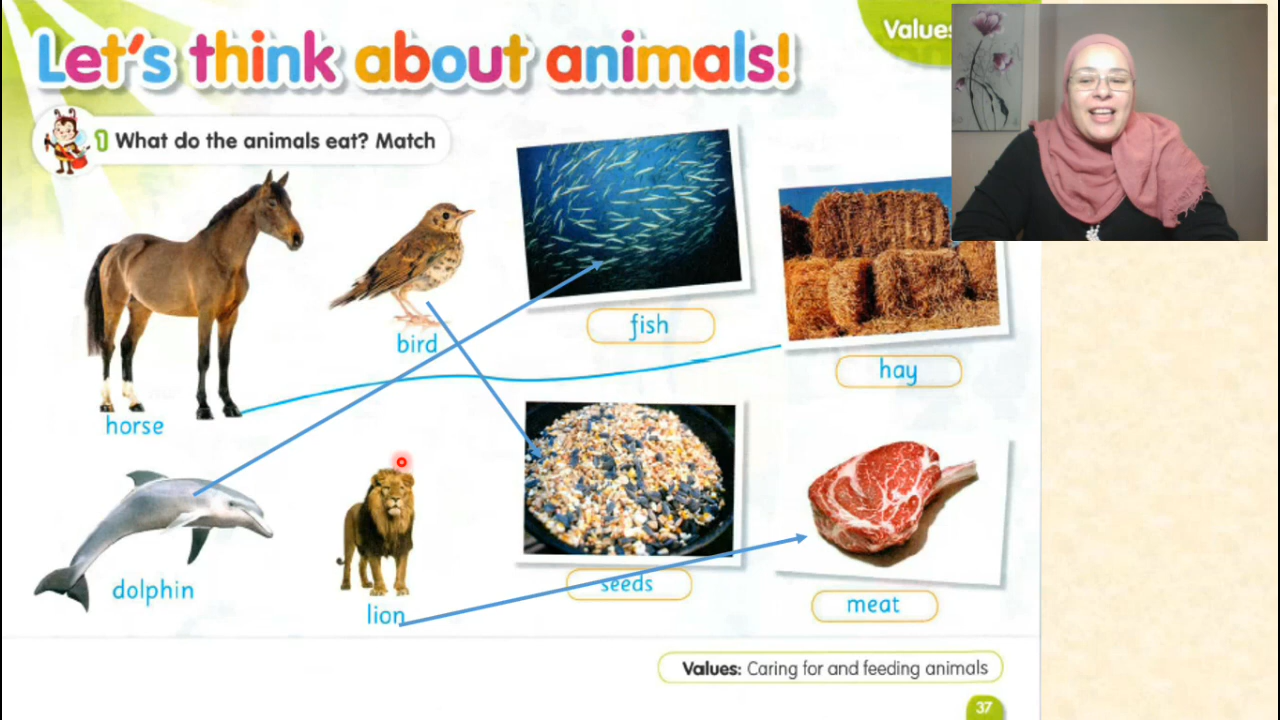 Values
Let's think about animals!
1 What do the animals eat? Match
bird
fish
hay
horse
dolphin
lion
seeds
meat
Values: Caring for and feeding animals
37